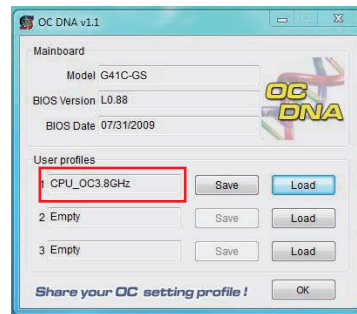 OC DNA v1.1
Mainboard
Model G41C-GS
BIOS Version L0.88
BIOS Date 07/31/2009
OC DNA
User profiles
1 CPU_OC3.8GHz Save Load
2 Empty Save Load
3 Empty Save Load
Share your OC setting profile ! OK